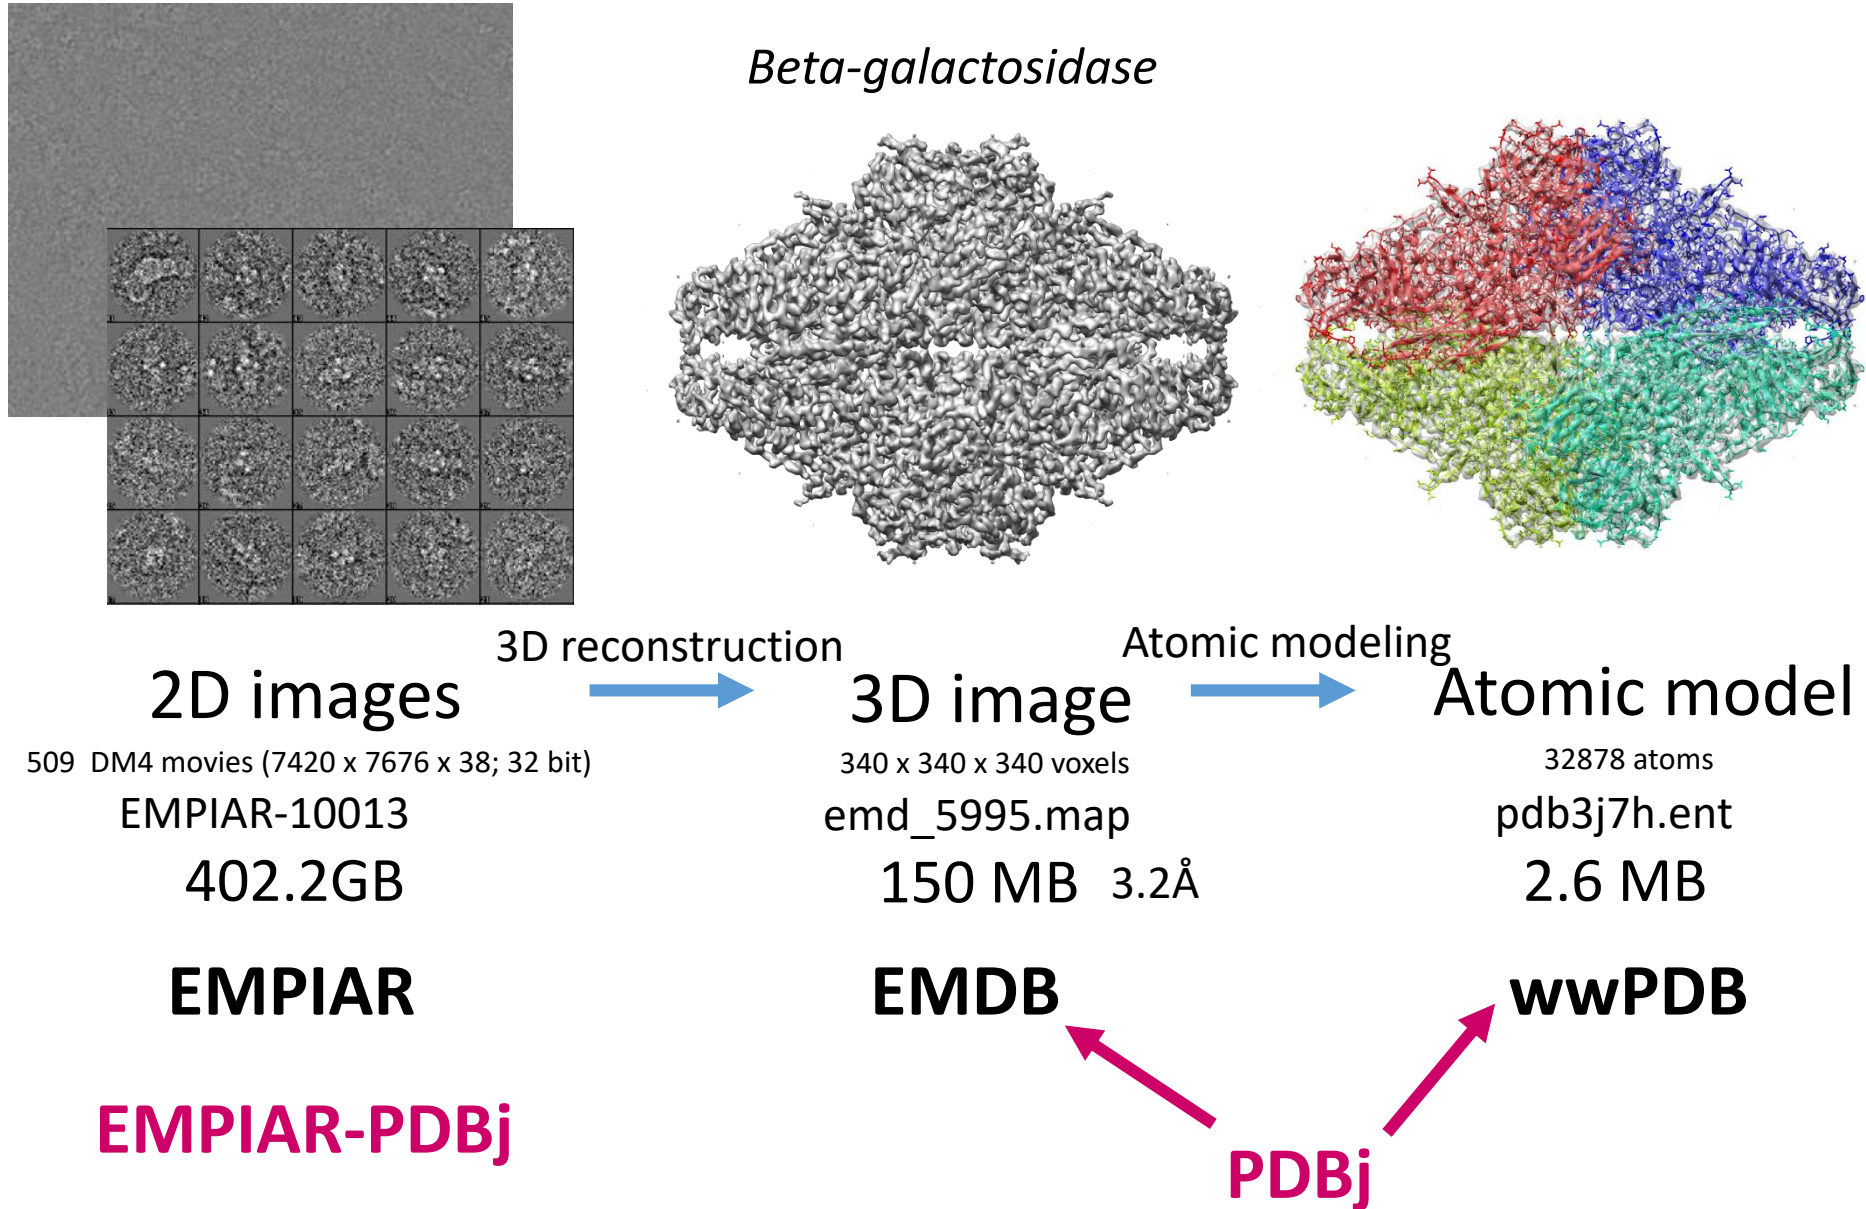 Beta-galactosidase
3D reconstruction
Atomic modeling
2D images
3D image
Atomic model
509 DM4 movies (7420 x 7676 x 38; 32 bit)
340 x 340 x 340 voxels
32878 atoms
EMPIAR-10013
emd_5995.map
pdb3j7h.ent
402.2GB
150 MB 3.2Å
2.6 MB
EMPIAR
EMDB
wwPDB
EMPIAR-PDBj
PDBj